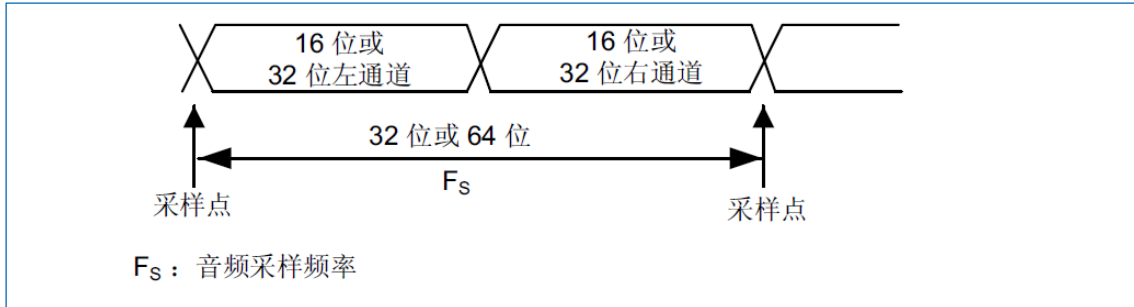 16 位或
32 位左通道
16 位或
32 位右通道
32 位或 64 位
FS
采样点
采样点
FS：音频采样频率